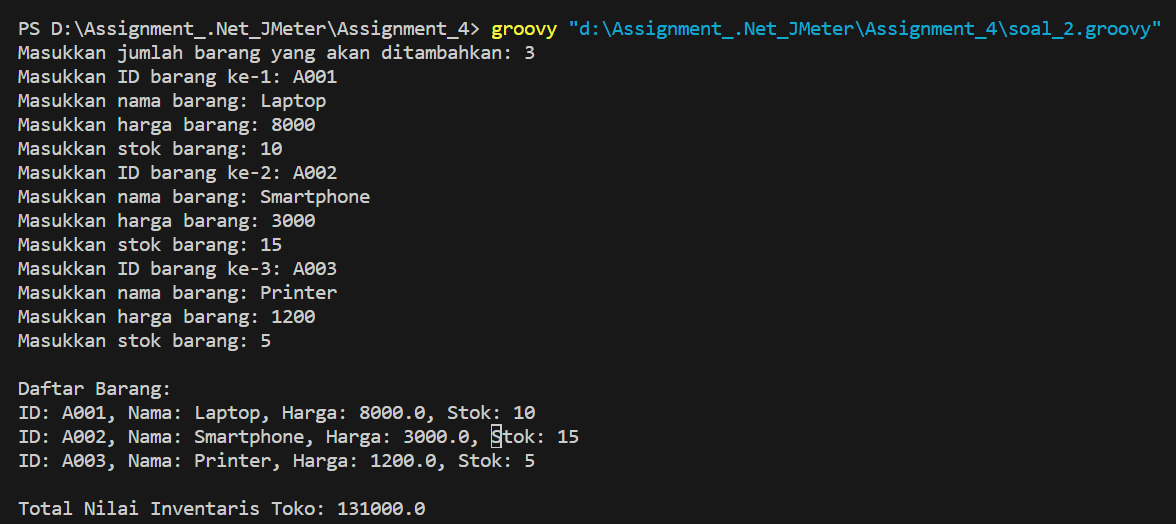 PS D:\Assignment_.Net_JMeter\Assignment_4> groovy "d:\Assignment_.Net_JMeter\Assignment_4\soal_2.groovy"
Masukkan jumlah barang yang akan ditambahkan: 3
Masukkan ID barang ke-1: A001
Masukkan nama barang: Laptop
Masukkan harga barang: 8000
Masukkan stok barang: 10
Masukkan ID barang ke-2: A002
Masukkan nama barang: Smartphone
Masukkan harga barang: 3000
Masukkan stok barang: 15
Masukkan ID barang ke-3: A003
Masukkan nama barang: Printer
Masukkan harga barang: 1200
Masukkan stok barang: 5
Daftar Barang:
ID: A001, Nama: Laptop, Harga: 8000.0, Stok: 10
ID: A002, Nama: Smartphone, Harga: 3000.0, Stok: 15
ID: A003, Nama: Printer, Harga: 1200.0, Stok: 5
Total Nilai Inventaris Toko: 131000.0